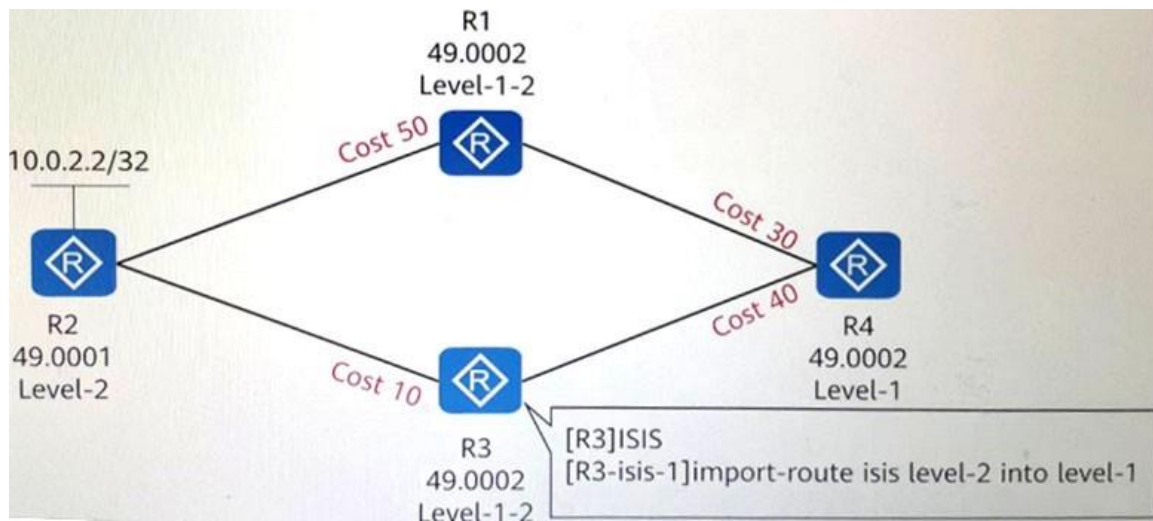 R1
49.0002
Level-1-2
Cost 50
10.0.2.2/32
Cost 30
R
R
R
R2
49.0001
Level-2
Cost 10
R
Cost 40
R4
49.0002
Level-1
R3
49.0002
Level-1-2
[R3]ISIS
[R3-isis-1]import-route isis level-2 into level-1